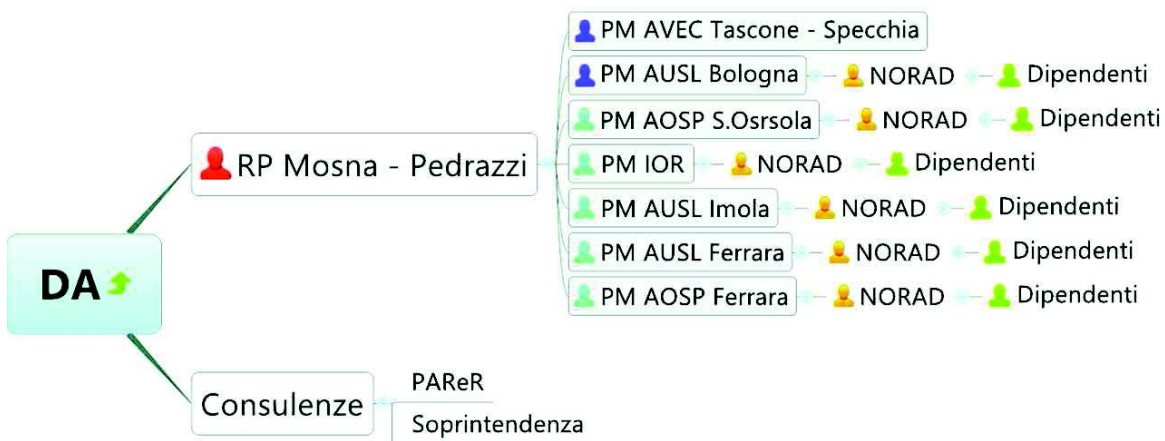 PM AVEC Tascone - Specchia
PM AUSL Bologna NORAD Dipendenti
PM AOSP S.Osrsola NORAD Dipendenti
RP Mosna - Pedrazzi
PM IOR NORAD Dipendenti
PM AUSL Imola NORAD Dipendenti
PM AUSL Ferrara NORAD Dipendenti
DA
PM AOSP Ferrara NORAD Dipendenti
Consulenze
PAReR
Soprintendenza